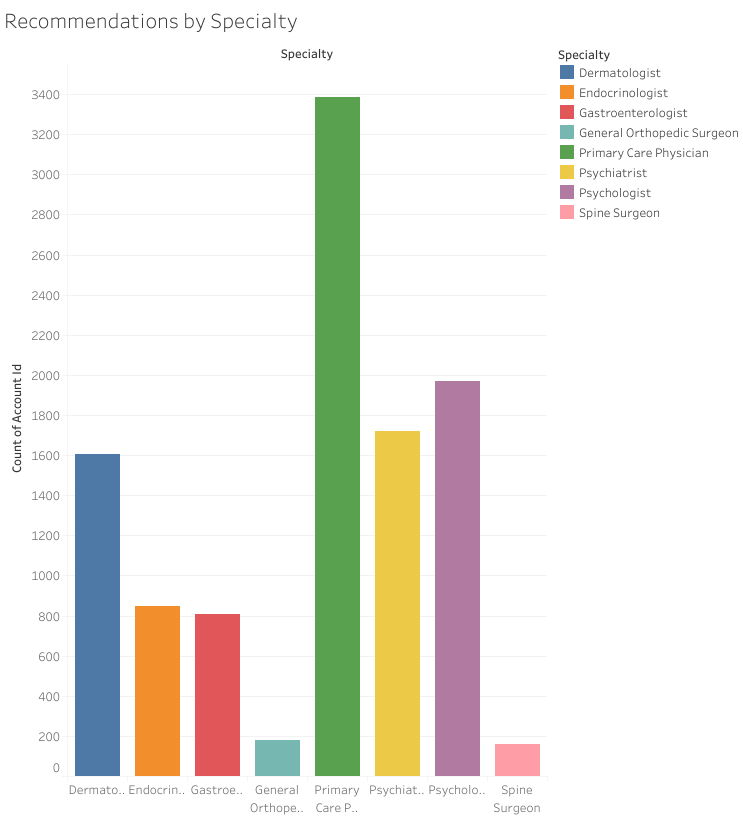 Recommendations by Specialty
Specialty
Specialty
Dermatologist
Endocrinologist
Gastroenterologist
General Orthopedic Surgeon
Primary Care Physician
Psychiatrist
Psychologist
Spine Surgeon
3400
3200
3000
2800
2600
2400
2200
2000
1800
1600
1400
1200
1000
800
600
400
200
0
Count of Account Id
Dermato.. Endocrin.. Gastroe.. General Primary Psychiat.. Psycholo.. Spine
Orthope.. Care P.. Surgeon